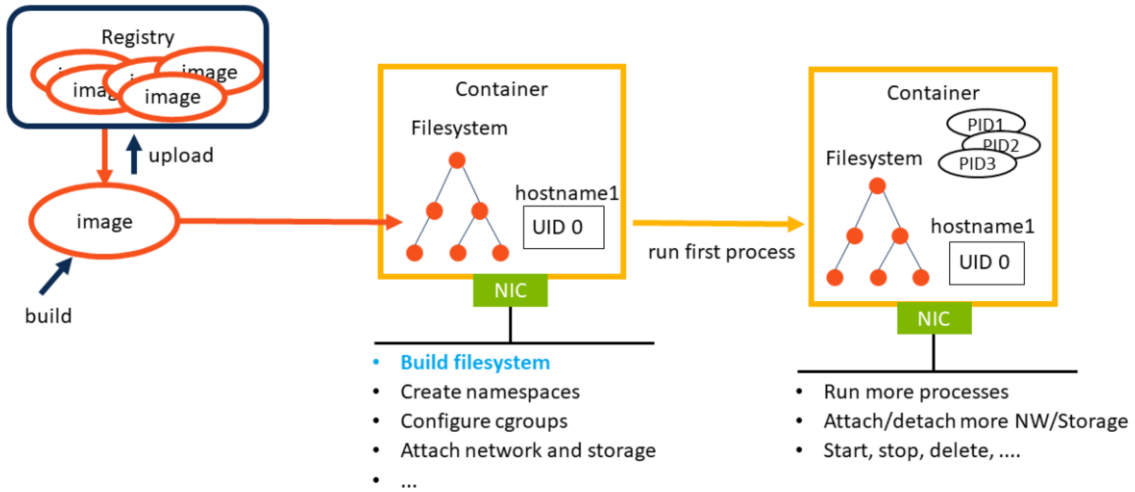 Registry
image
ima
image
image
upload
image
build
Container
Filesystem
hostname1
UID 0
NIC
• Build filesystem
• Create namespaces
• Configure cgroups
• Attach network and storage
• ...
run first process
Container
PID1
PID2
PID3
Filesystem
hostname1
UID 0
NIC
• Run more processes
• Attach/detach more NW/Storage
• Start, stop, delete, ....